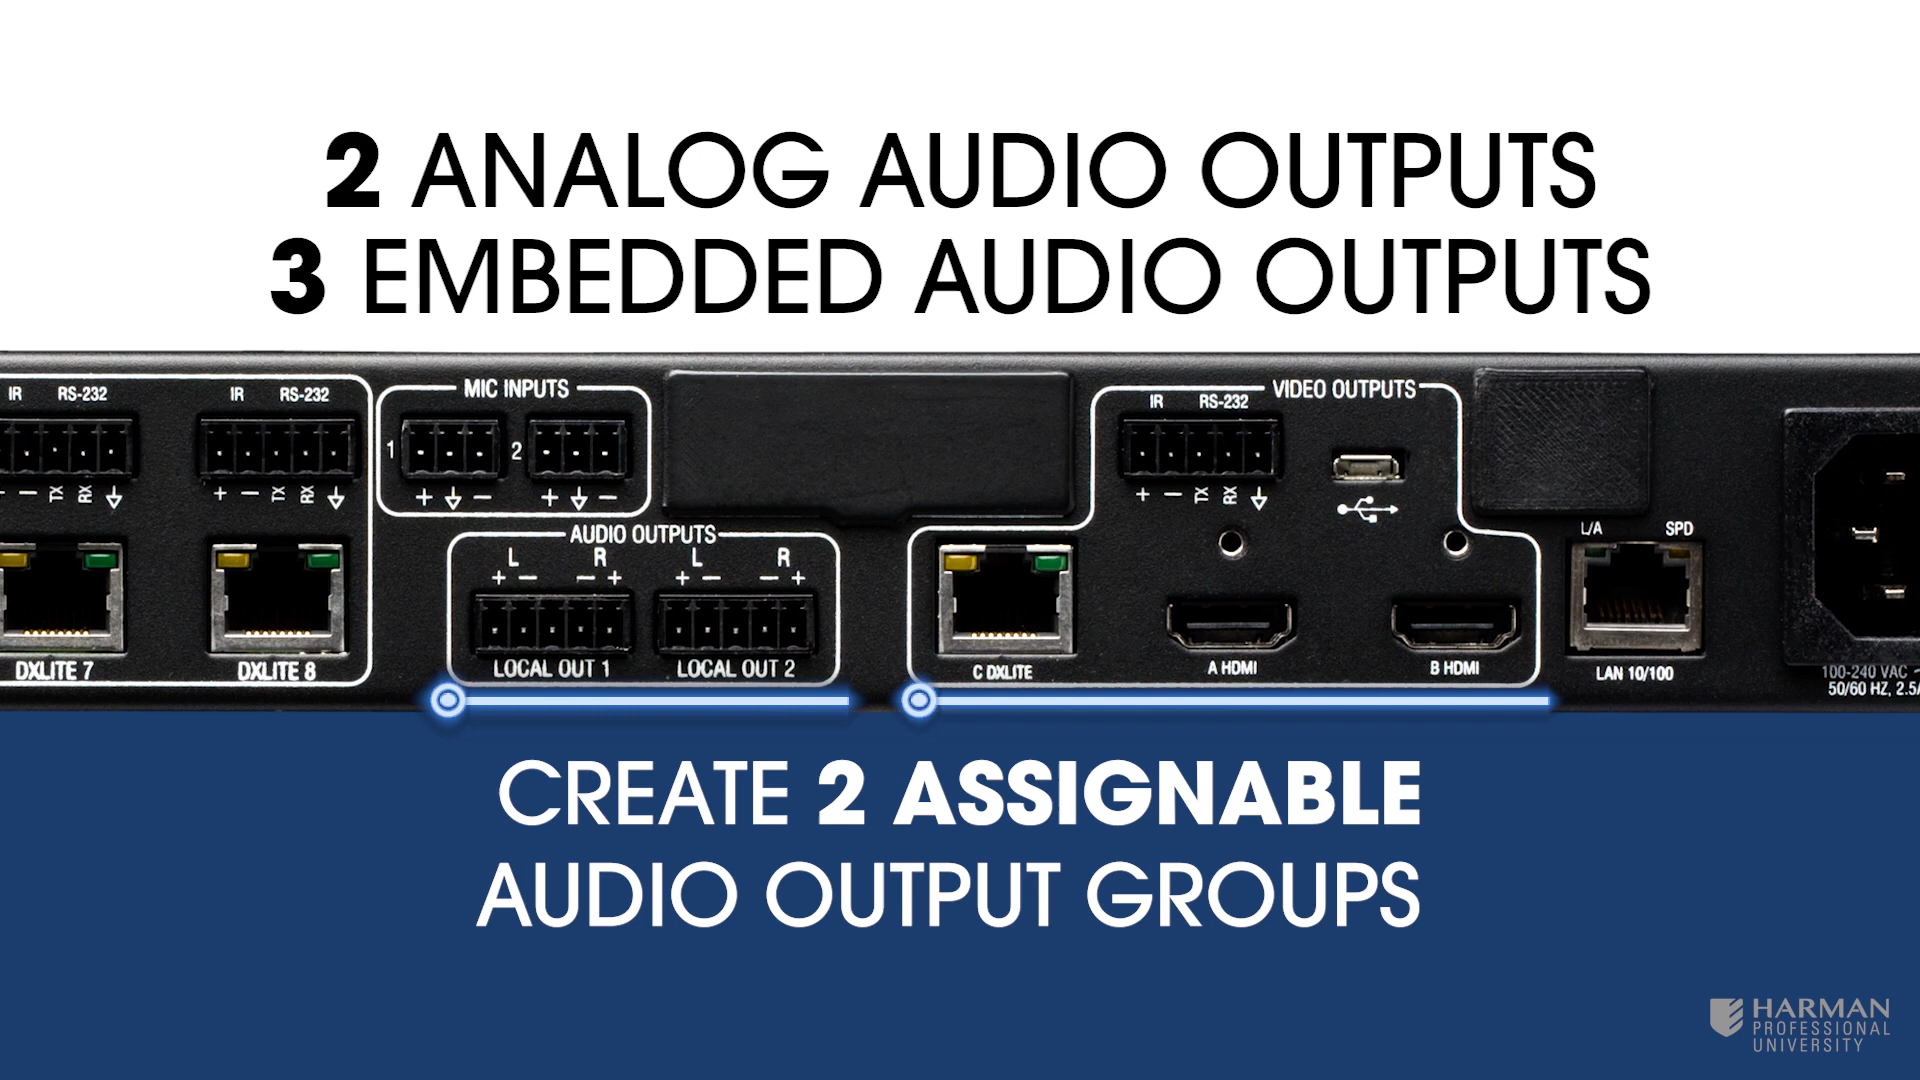 2 ANALOG AUDIO OUTPUTS
3 EMBEDDED AUDIO OUTPUTS
IR RS-232
IR RS-232
MIC INPUTS
1
2
VIDEO OUTPUTS
IR RS-232
+ — TX RX
+ — TX RX
+ —
+ —
+ — TX RX
L/A SPD
AUDIO OUTPUTS
L R
L R
+ — — +
+ — — +
DXLITE 7
DXLITE 8
LOCAL OUT 1
LOCAL OUT 2
C DXLITE
A HDMI
B HDMI
LAN 10/100
100-240 VAC
50/60 HZ, 2.5A
CREATE 2 ASSIGNABLE
AUDIO OUTPUT GROUPS
HARMAN
PROFESSIONAL
UNIVERSITY